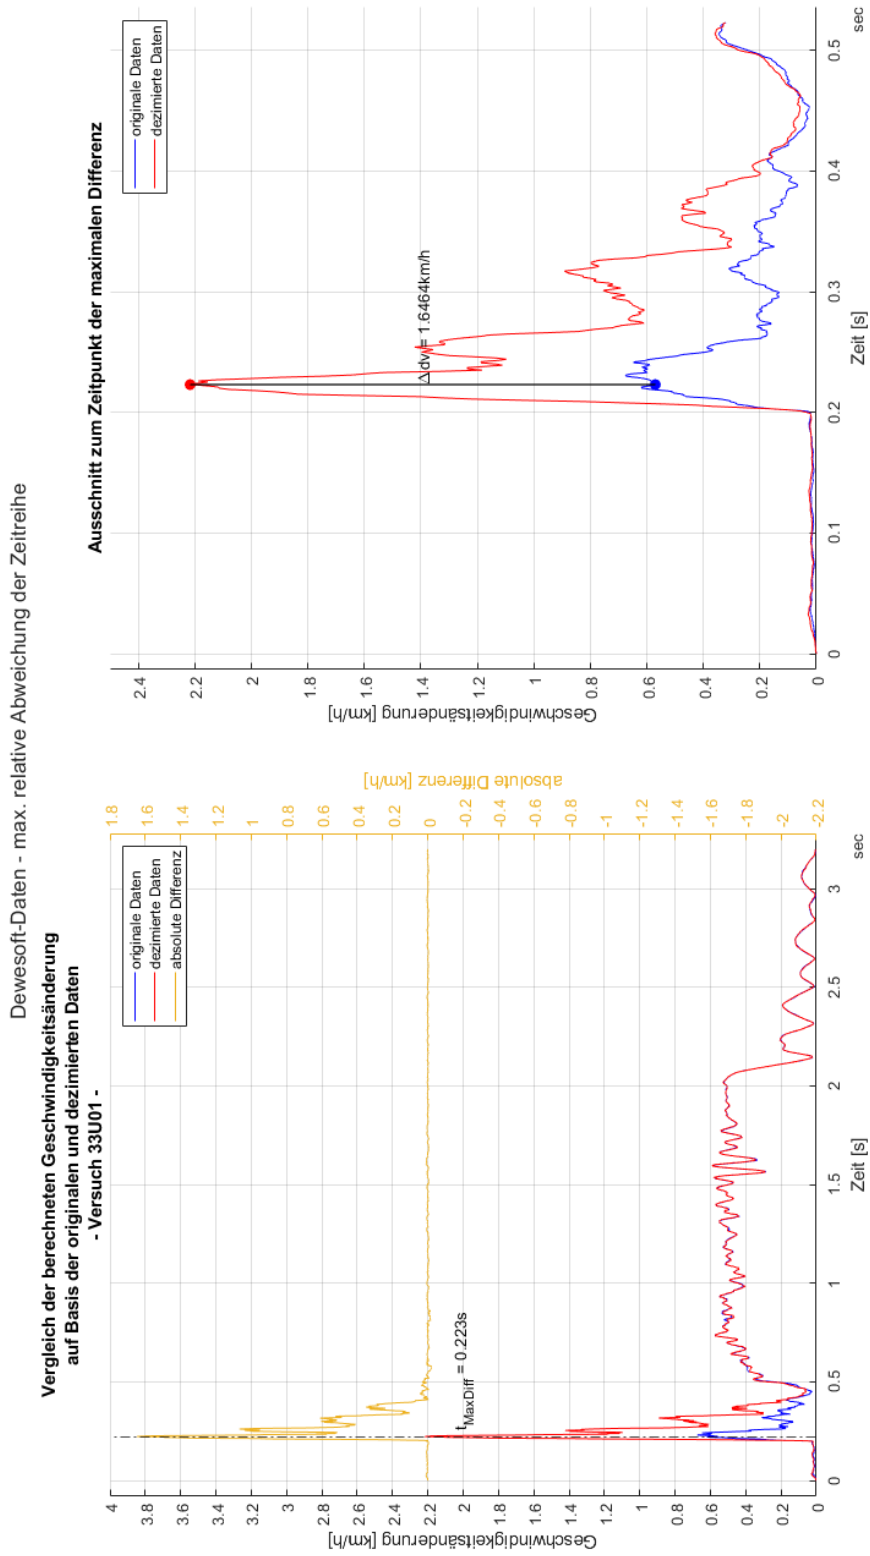 Dewesoft-Daten - max. relative Abweichung der Zeitreihe
Vergleich der berechneten Geschwindigkeitsänderung
auf Basis der originalen und dezimierten Daten
- Versuch 33U01 -
4
3.8
3.6
3.4
3.2
3
2.8
2.6
2.4
2.2
2
1.8
1.6
1.4
1.2
1
0.8
0.6
0.4
0.2
0
Geschwindigkeitsänderung [km/h]
originale Daten
dezimierte Daten
absolute Differenz
t_MaxDiff = 0.223s
1.8
1.6
1.4
1.2
1
0.8
0.6
0.4
0.2
0
-0.2
-0.4
-0.6
-0.8
-1
-1.2
-1.4
-1.6
-1.8
-2
-2.2
absolute Differenz [km/h]
0 0.5 1 1.5 2 2.5 3
sec
Zeit [s]
Ausschnitt zum Zeitpunkt der maximalen Differenz
2.4
2.2
2
1.8
1.6
1.4
1.2
1
0.8
0.6
0.4
0.2
0
Geschwindigkeitsänderung [km/h]
originale Daten
dezimierte Daten
Δ dv = 1.6464km/h
0 0.1 0.2 0.3 0.4 0.5
sec
Zeit [s]